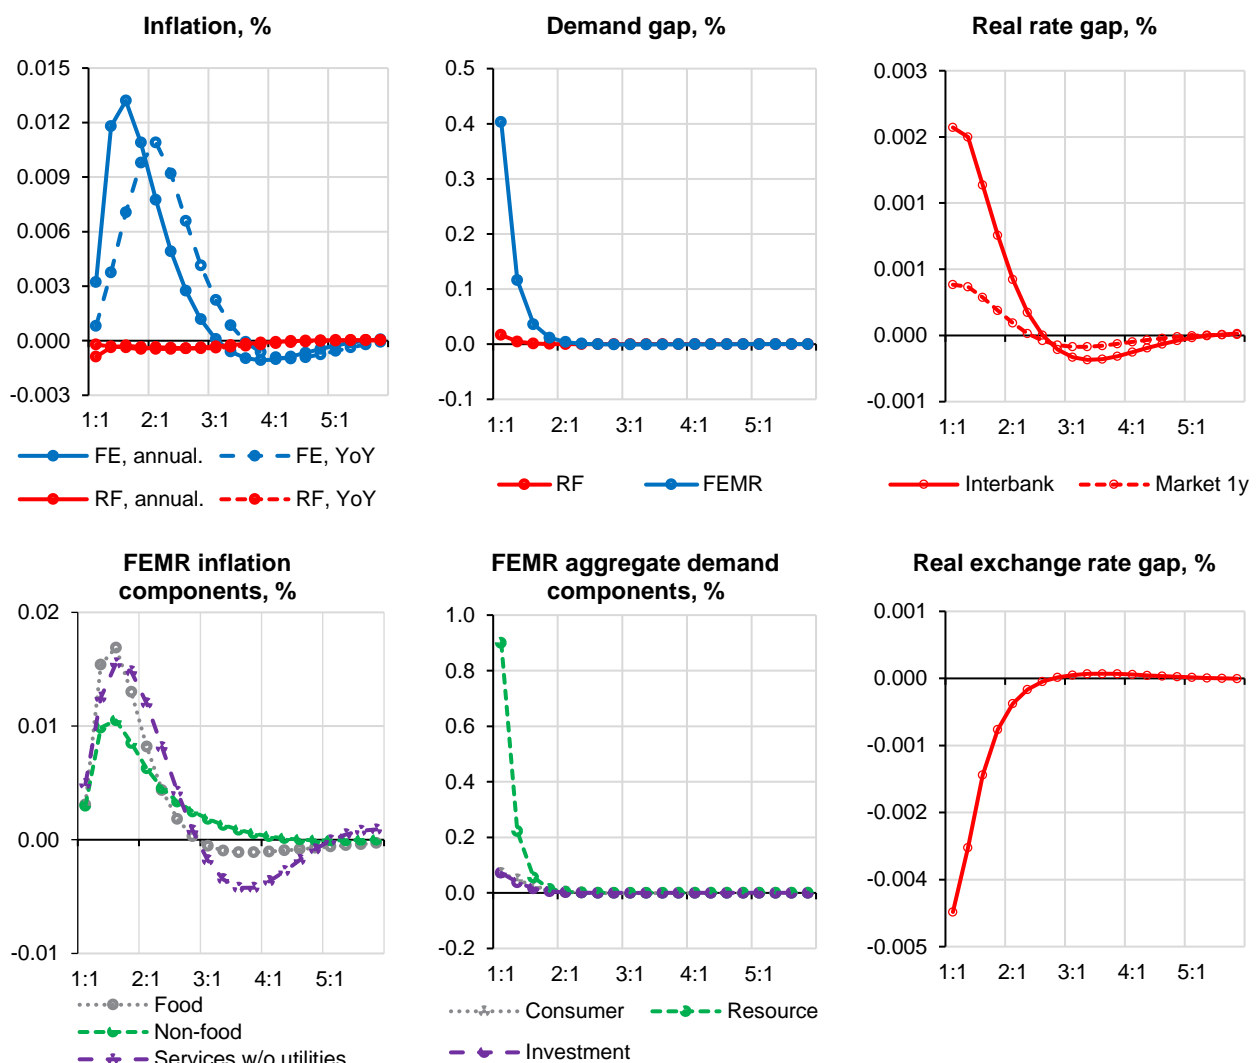 Inflation, %
0.015
0.012
0.009
0.006
0.003
0.000
-0.003
1:1 2:1 3:1 4:1 5:1
FE, annual. FE, YoY
RF, annual. RF, YoY
Demand gap, %
0.5
0.4
0.3
0.2
0.1
0.0
-0.1
1:1 2:1 3:1 4:1 5:1
RF FEMR
Real rate gap, %
0.003
0.002
0.001
0.001
0.000
-0.001
1:1 2:1 3:1 4:1 5:1
Interbank Market 1y
FEMR inflation
components, %
0.02
0.01
0.00
-0.01
1:1 2:1 3:1 4:1 5:1
Food
Non-food
Services w/o utilities
FEMR aggregate demand
components, %
1.0
0.8
0.6
0.4
0.2
0.0
-0.2
1:1 2:1 3:1 4:1 5:1
Consumer Resource
Investment
Real exchange rate gap, %
0.001
0.000
-0.001
-0.002
-0.004
-0.005
1:1 2:1 3:1 4:1 5:1